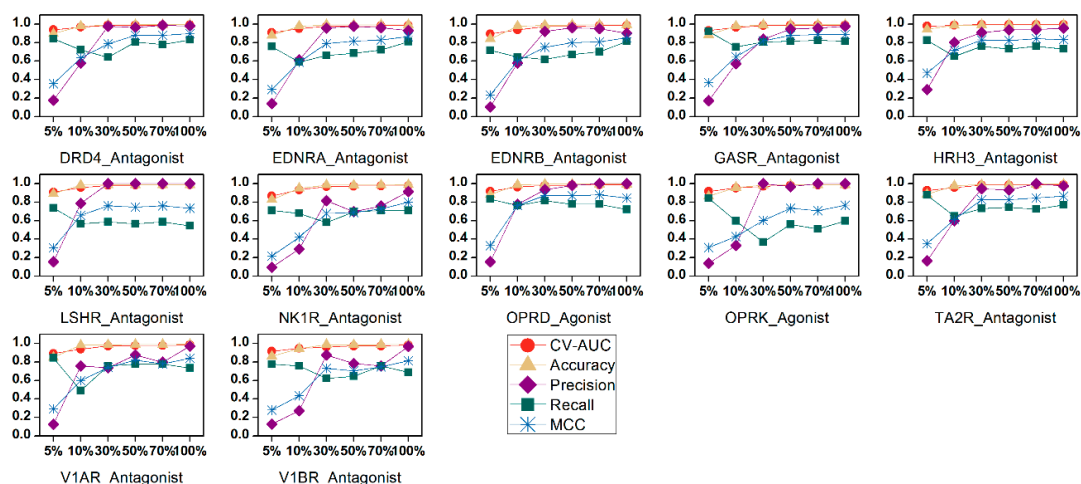 1.0
0.8
0.6
0.4
0.2
0.0
5% 10% 30% 50% 70% 100%
DRD4_Antagonist
1.0
0.8
0.6
0.4
0.2
0.0
5% 10% 30% 50% 70% 100%
EDNRA_Antagonist
1.0
0.8
0.6
0.4
0.2
0.0
5% 10% 30% 50% 70% 100%
EDNRB_Antagonist
1.0
0.8
0.6
0.4
0.2
0.0
5% 10% 30% 50% 70% 100%
GASR_Antagonist
1.0
0.8
0.6
0.4
0.2
0.0
5% 10% 30% 50% 70% 100%
HRH3_Antagonist
1.0
0.8
0.6
0.4
0.2
0.0
5% 10% 30% 50% 70% 100%
LSHR_Antagonist
1.0
0.8
0.6
0.4
0.2
0.0
5% 10% 30% 50% 70% 100%
NK1R_Antagonist
1.0
0.8
0.6
0.4
0.2
0.0
5% 10% 30% 50% 70% 100%
OPRD_Agonist
1.0
0.8
0.6
0.4
0.2
0.0
5% 10% 30% 50% 70% 100%
OPRK_Agonist
1.0
0.8
0.6
0.4
0.2
0.0
5% 10% 30% 50% 70% 100%
TA2R_Antagonist
1.0
0.8
0.6
0.4
0.2
0.0
5% 10% 30% 50% 70% 100%
V1AR_Antagonist
1.0
0.8
0.6
0.4
0.2
0.0
5% 10% 30% 50% 70% 100%
V1BR_Antagonist
CV-AUC
Accuracy
Precision
Recall
MCC